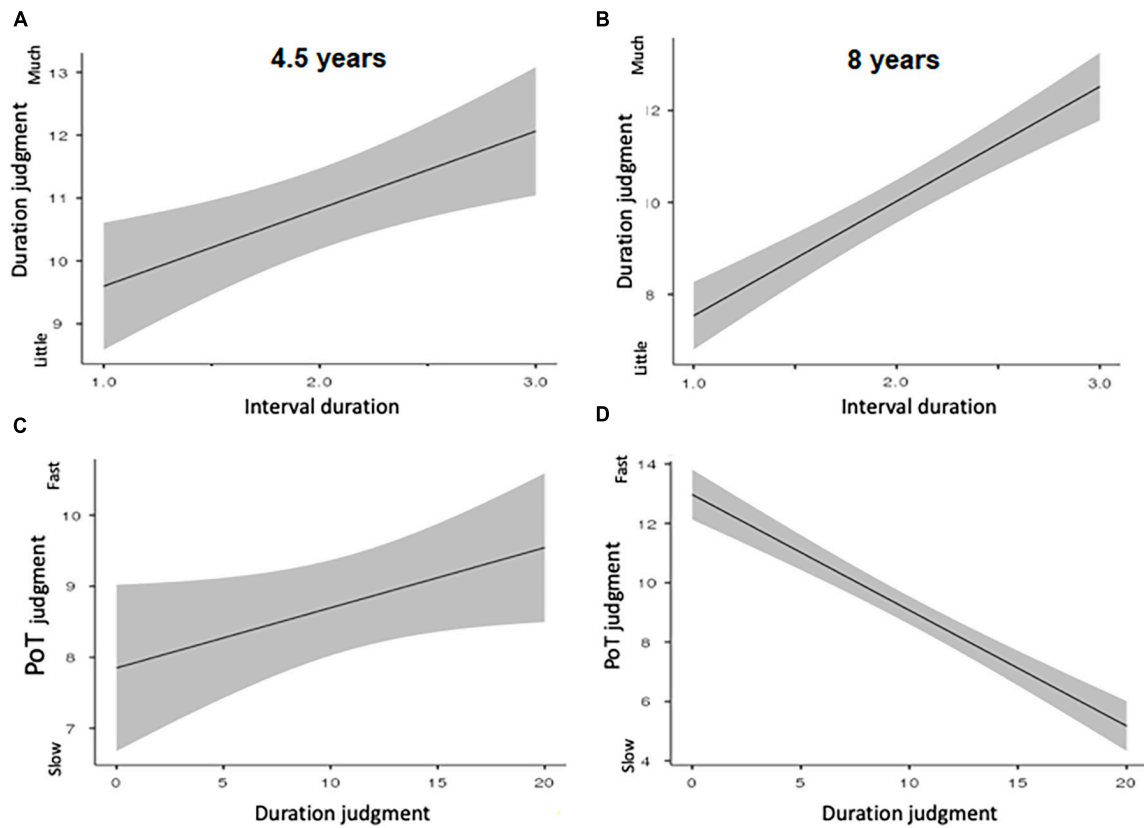 A
4.5 years
Much
13
12
11
10
9
Little
Duration judgment
1.0
2.0
3.0
Interval duration
B
8 years
Much
12
10
8
Little
Duration judgment
1.0
2.0
3.0
Interval duration
C
Fast
10
9
8
7
Slow
PoT judgment
0
5
10
15
20
Duration judgment
D
Fast
14
12
10
8
6
4
Slow
PoT judgment
0
5
10
15
20
Duration judgment